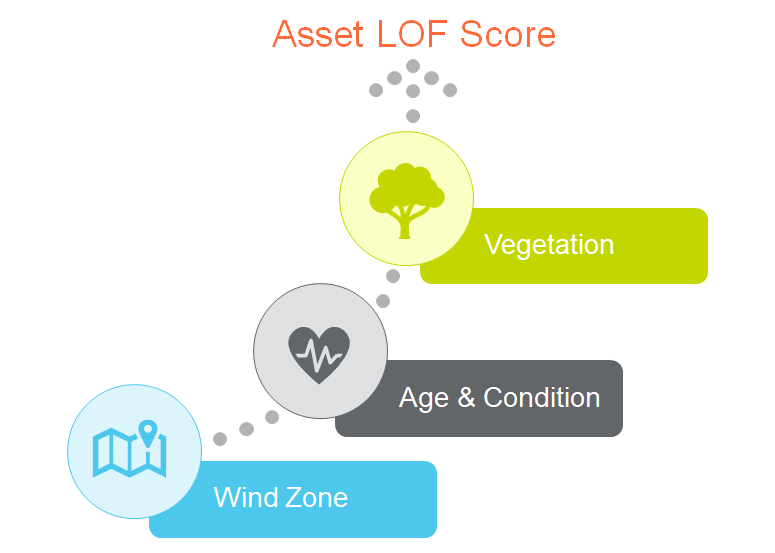 Asset LOF Score
Vegetation
Age & Condition
Wind Zone